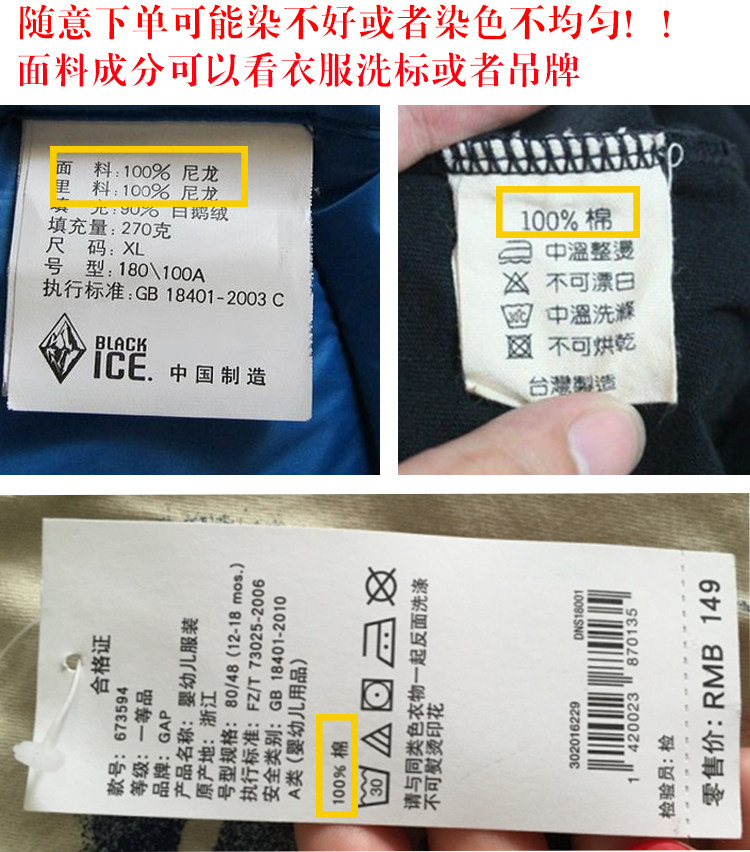 随意下单可能染不好或者染色不均匀！！
面料成分可以看衣服洗标或者吊牌
面 料:100% 尼龙
里 料:100% 尼龙
填 充:90% 白鹅绒
填充量:270克
尺 码:XL
号 型:180\100A
执行标准:GB 18401-2003 C
BLACK
ICE.
中国制造
100% 棉
中溫整燙
不可漂白
中溫洗滌
不可烘乾
台灣製造
合格证
款号: 673594
等级: 一等品
品牌: GAP
产品名称: 婴幼儿服装
原产地: 浙江
号型规格: 80/48 (12-18 mos.)
执行标准: FZ/T 73025-2006
安全类别: GB 18401-2010
A类 (婴幼儿用品)
100% 棉
30
请与同类色衣物一起反面洗涤
不可熨烫印花
302016229
DNS18001
1 420023 870135
检验员: 检
零售价: RMB 149